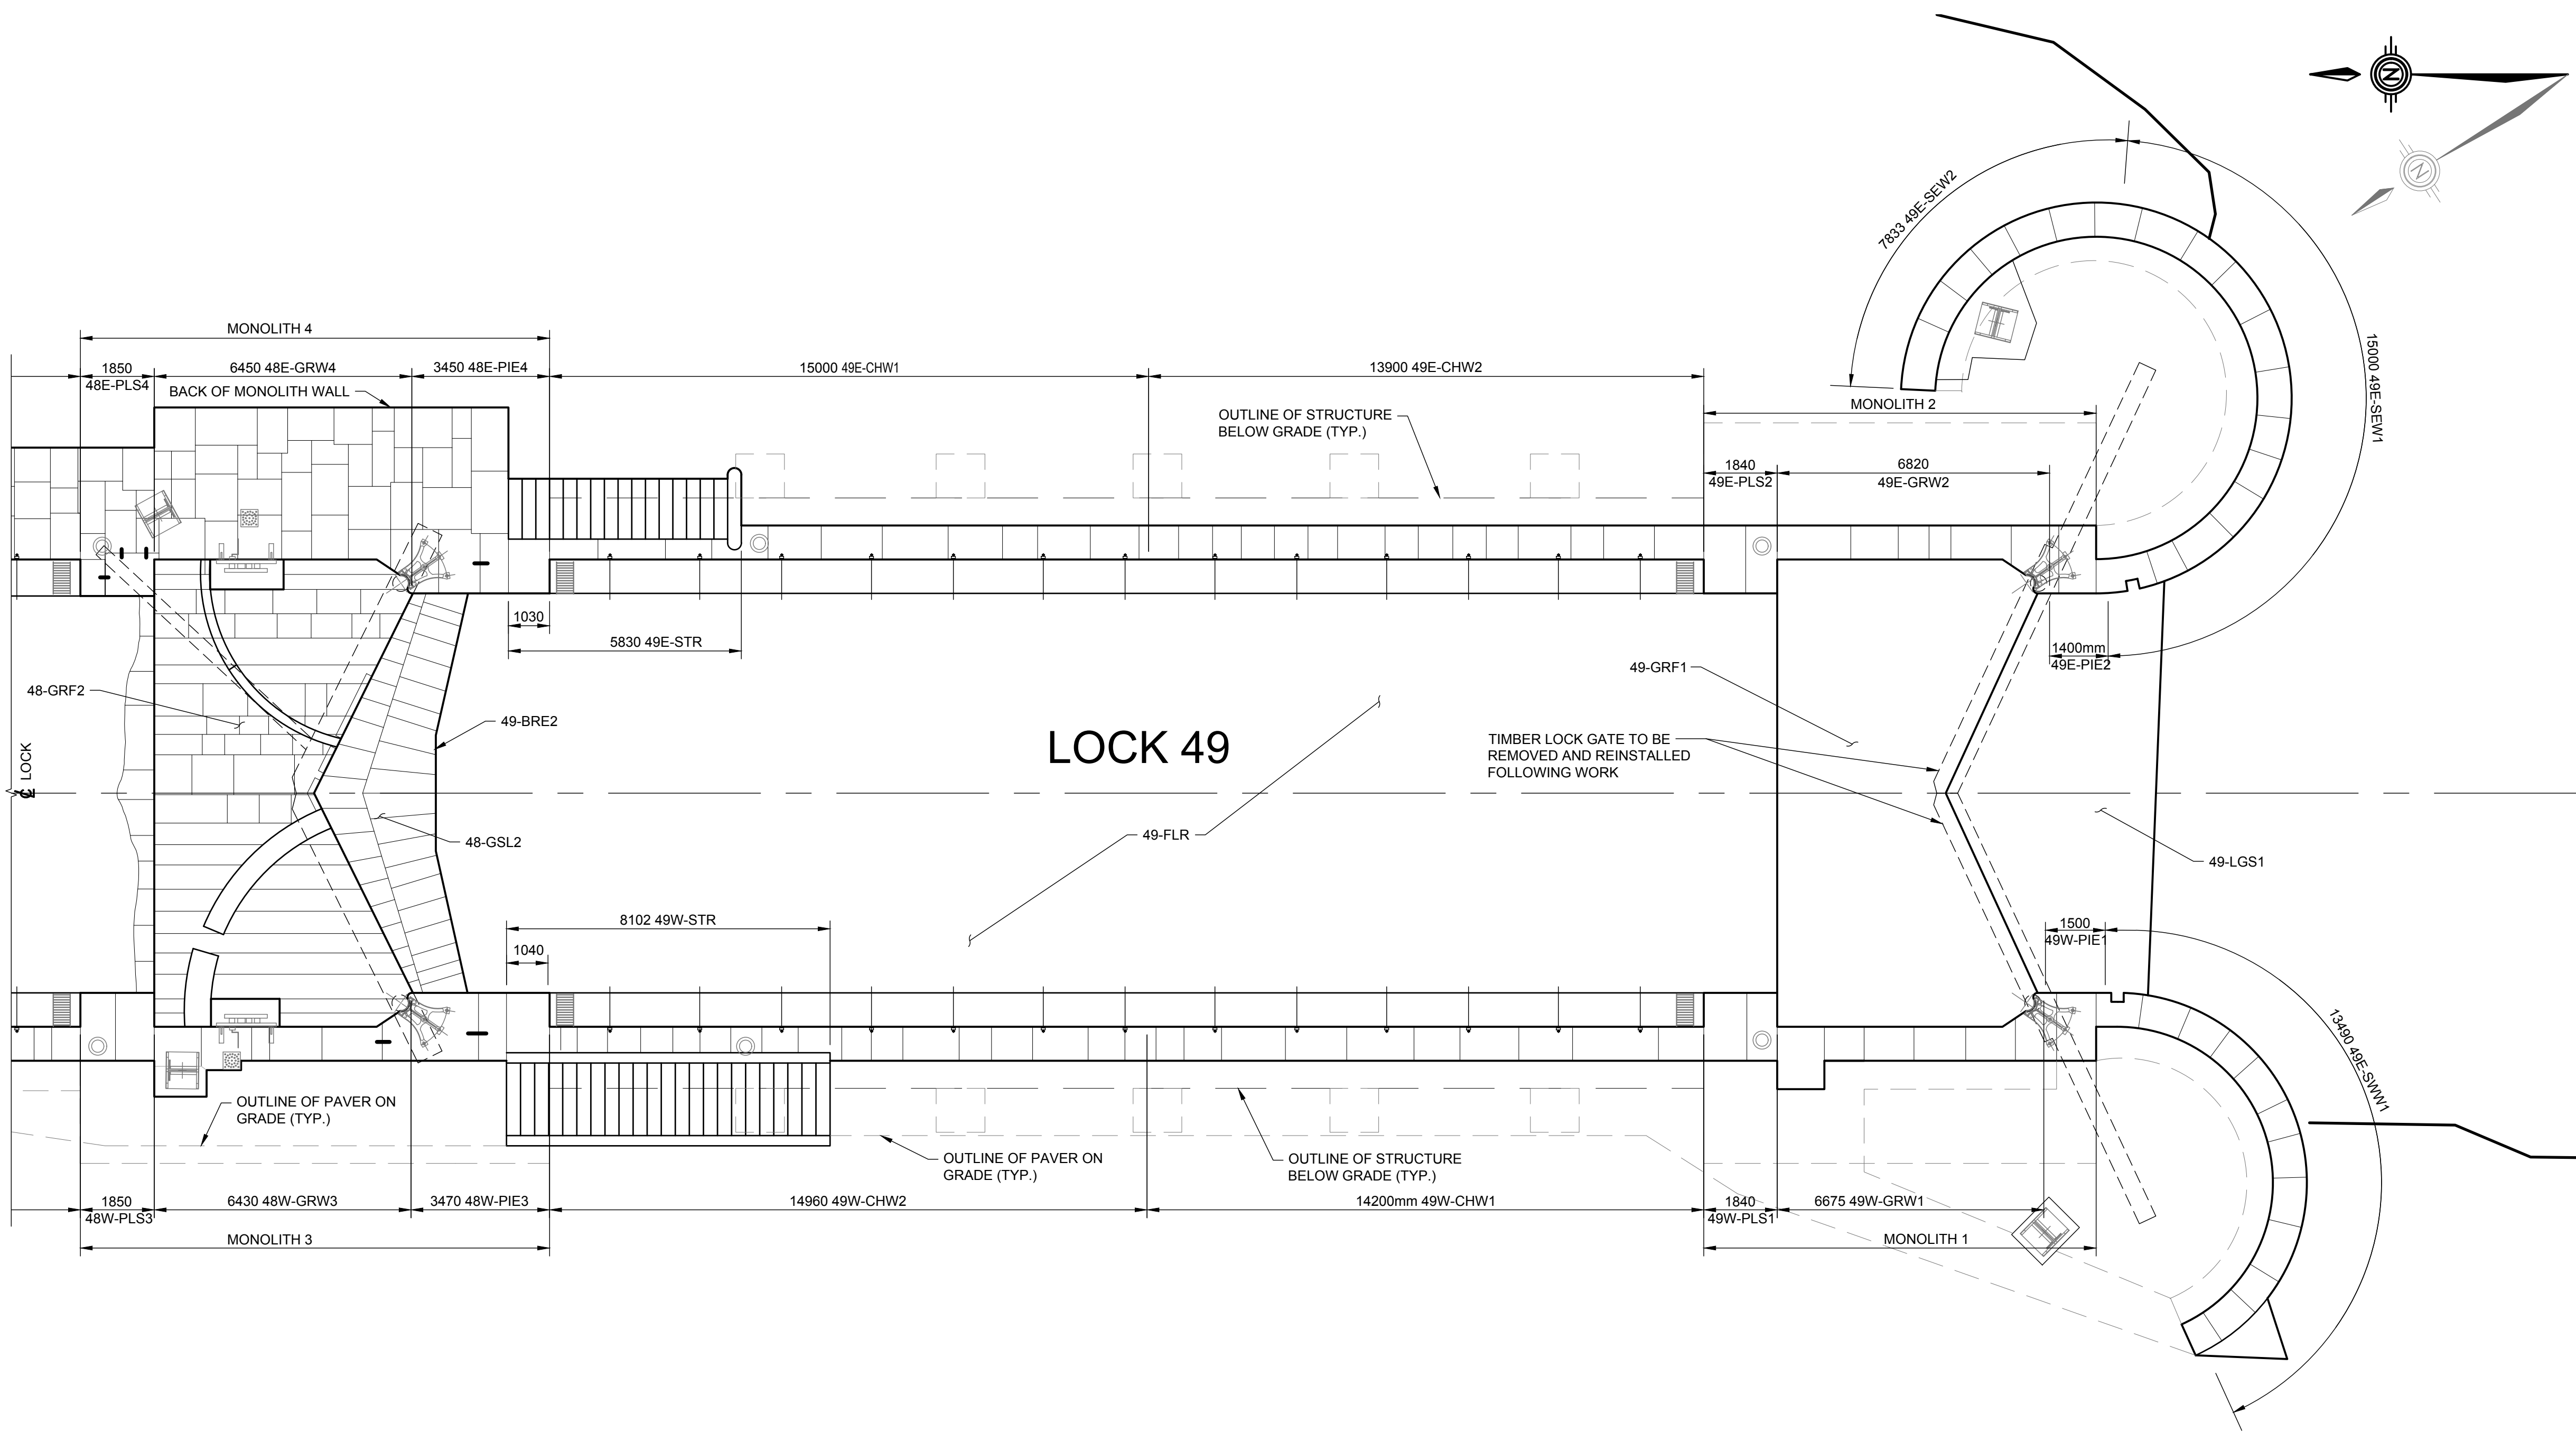 N
N
7833 49E-SEW2
15000 49E-SEW1
MONOLITH 4
1850
48E-PLS4
6450 48E-GRW4
3450 48E-PIE4
15000 49E-CHW1
13900 49E-CHW2
BACK OF MONOLITH WALL
OUTLINE OF STRUCTURE
BELOW GRADE (TYP.)
MONOLITH 2
1840
49E-PLS2
6820
49E-GRW2
1030
5830 49E-STR
1400mm
49E-PIE2
48-GRF2
49-BRE2
49-GRF1
LOCK 49
TIMBER LOCK GATE TO BE
REMOVED AND REINSTALLED
FOLLOWING WORK
℄ LOCK
48-GSL2
49-FLR
49-LGS1
8102 49W-STR
1040
1500
49W-PIE1
13490 49E-SWW1
OUTLINE OF PAVER ON
GRADE (TYP.)
OUTLINE OF PAVER ON
GRADE (TYP.)
OUTLINE OF STRUCTURE
BELOW GRADE (TYP.)
1850
48W-PLS3
6430 48W-GRW3
3470 48W-PIE3
14960 49W-CHW2
14200mm 49W-CHW1
1840
49W-PLS1
6675 49W-GRW1
MONOLITH 3
MONOLITH 1